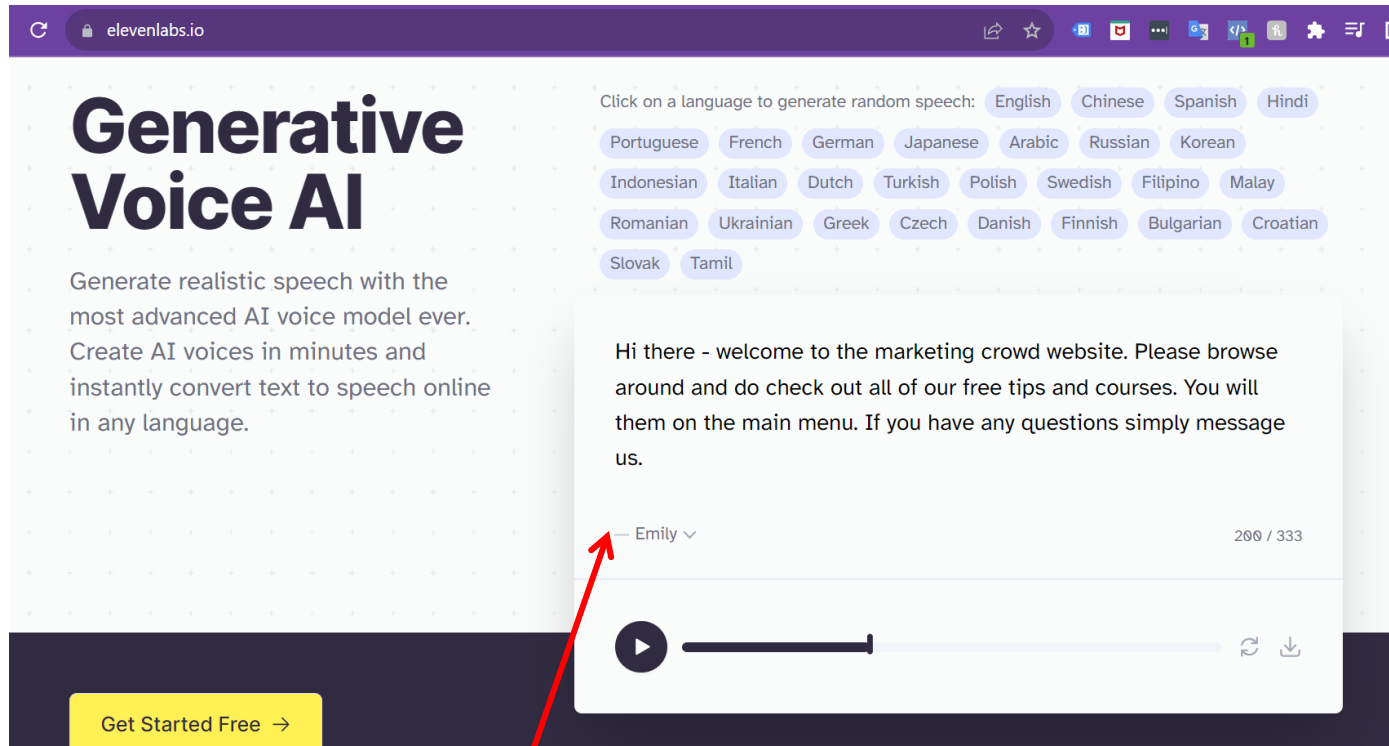 elevenlabs.io
1
Generative
Voice AI
Generate realistic speech with the
most advanced AI voice model ever.
Create AI voices in minutes and
instantly convert text to speech online
in any language.
Click on a language to generate random speech: English Chinese Spanish Hindi
Portuguese French German Japanese Arabic Russian Korean
Indonesian Italian Dutch Turkish Polish Swedish Filipino Malay
Romanian Ukrainian Greek Czech Danish Finnish Bulgarian Croatian
Slovak Tamil
Hi there - welcome to the marketing crowd website. Please browse
around and do check out all of our free tips and courses. You will
them on the main menu. If you have any questions simply message
us.
— Emily
200 / 333
Get Started Free →